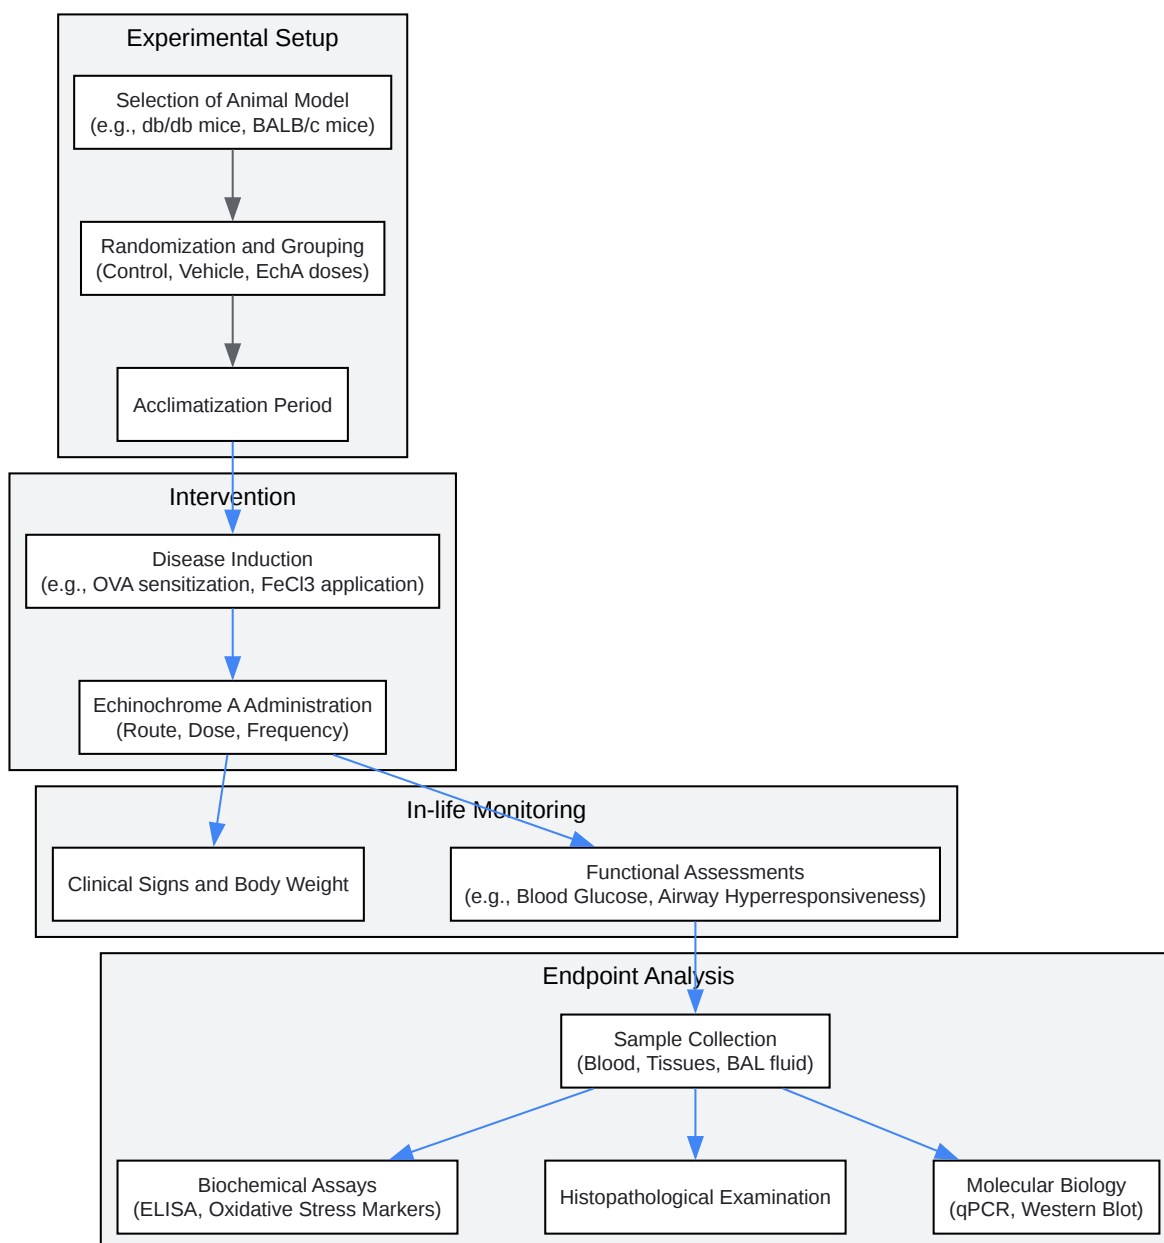 Experimental Setup
Selection of Animal Model
(e.g., db/db mice, BALB/c mice)
Randomization and Grouping
(Control, Vehicle, EchA doses)
Acclimatization Period
Intervention
Disease Induction
(e.g., OVA sensitization, FeCl3 application)
Echinochrome A Administration
(Route, Dose, Frequency)
In-life Monitoring
Clinical Signs and Body Weight
Functional Assessments
(e.g., Blood Glucose, Airway Hyperresponsiveness)
Endpoint Analysis
Sample Collection
(Blood, Tissues, BAL fluid)
Biochemical Assays
(ELISA, Oxidative Stress Markers)
Histopathological Examination
Molecular Biology
(qPCR, Western Blot)